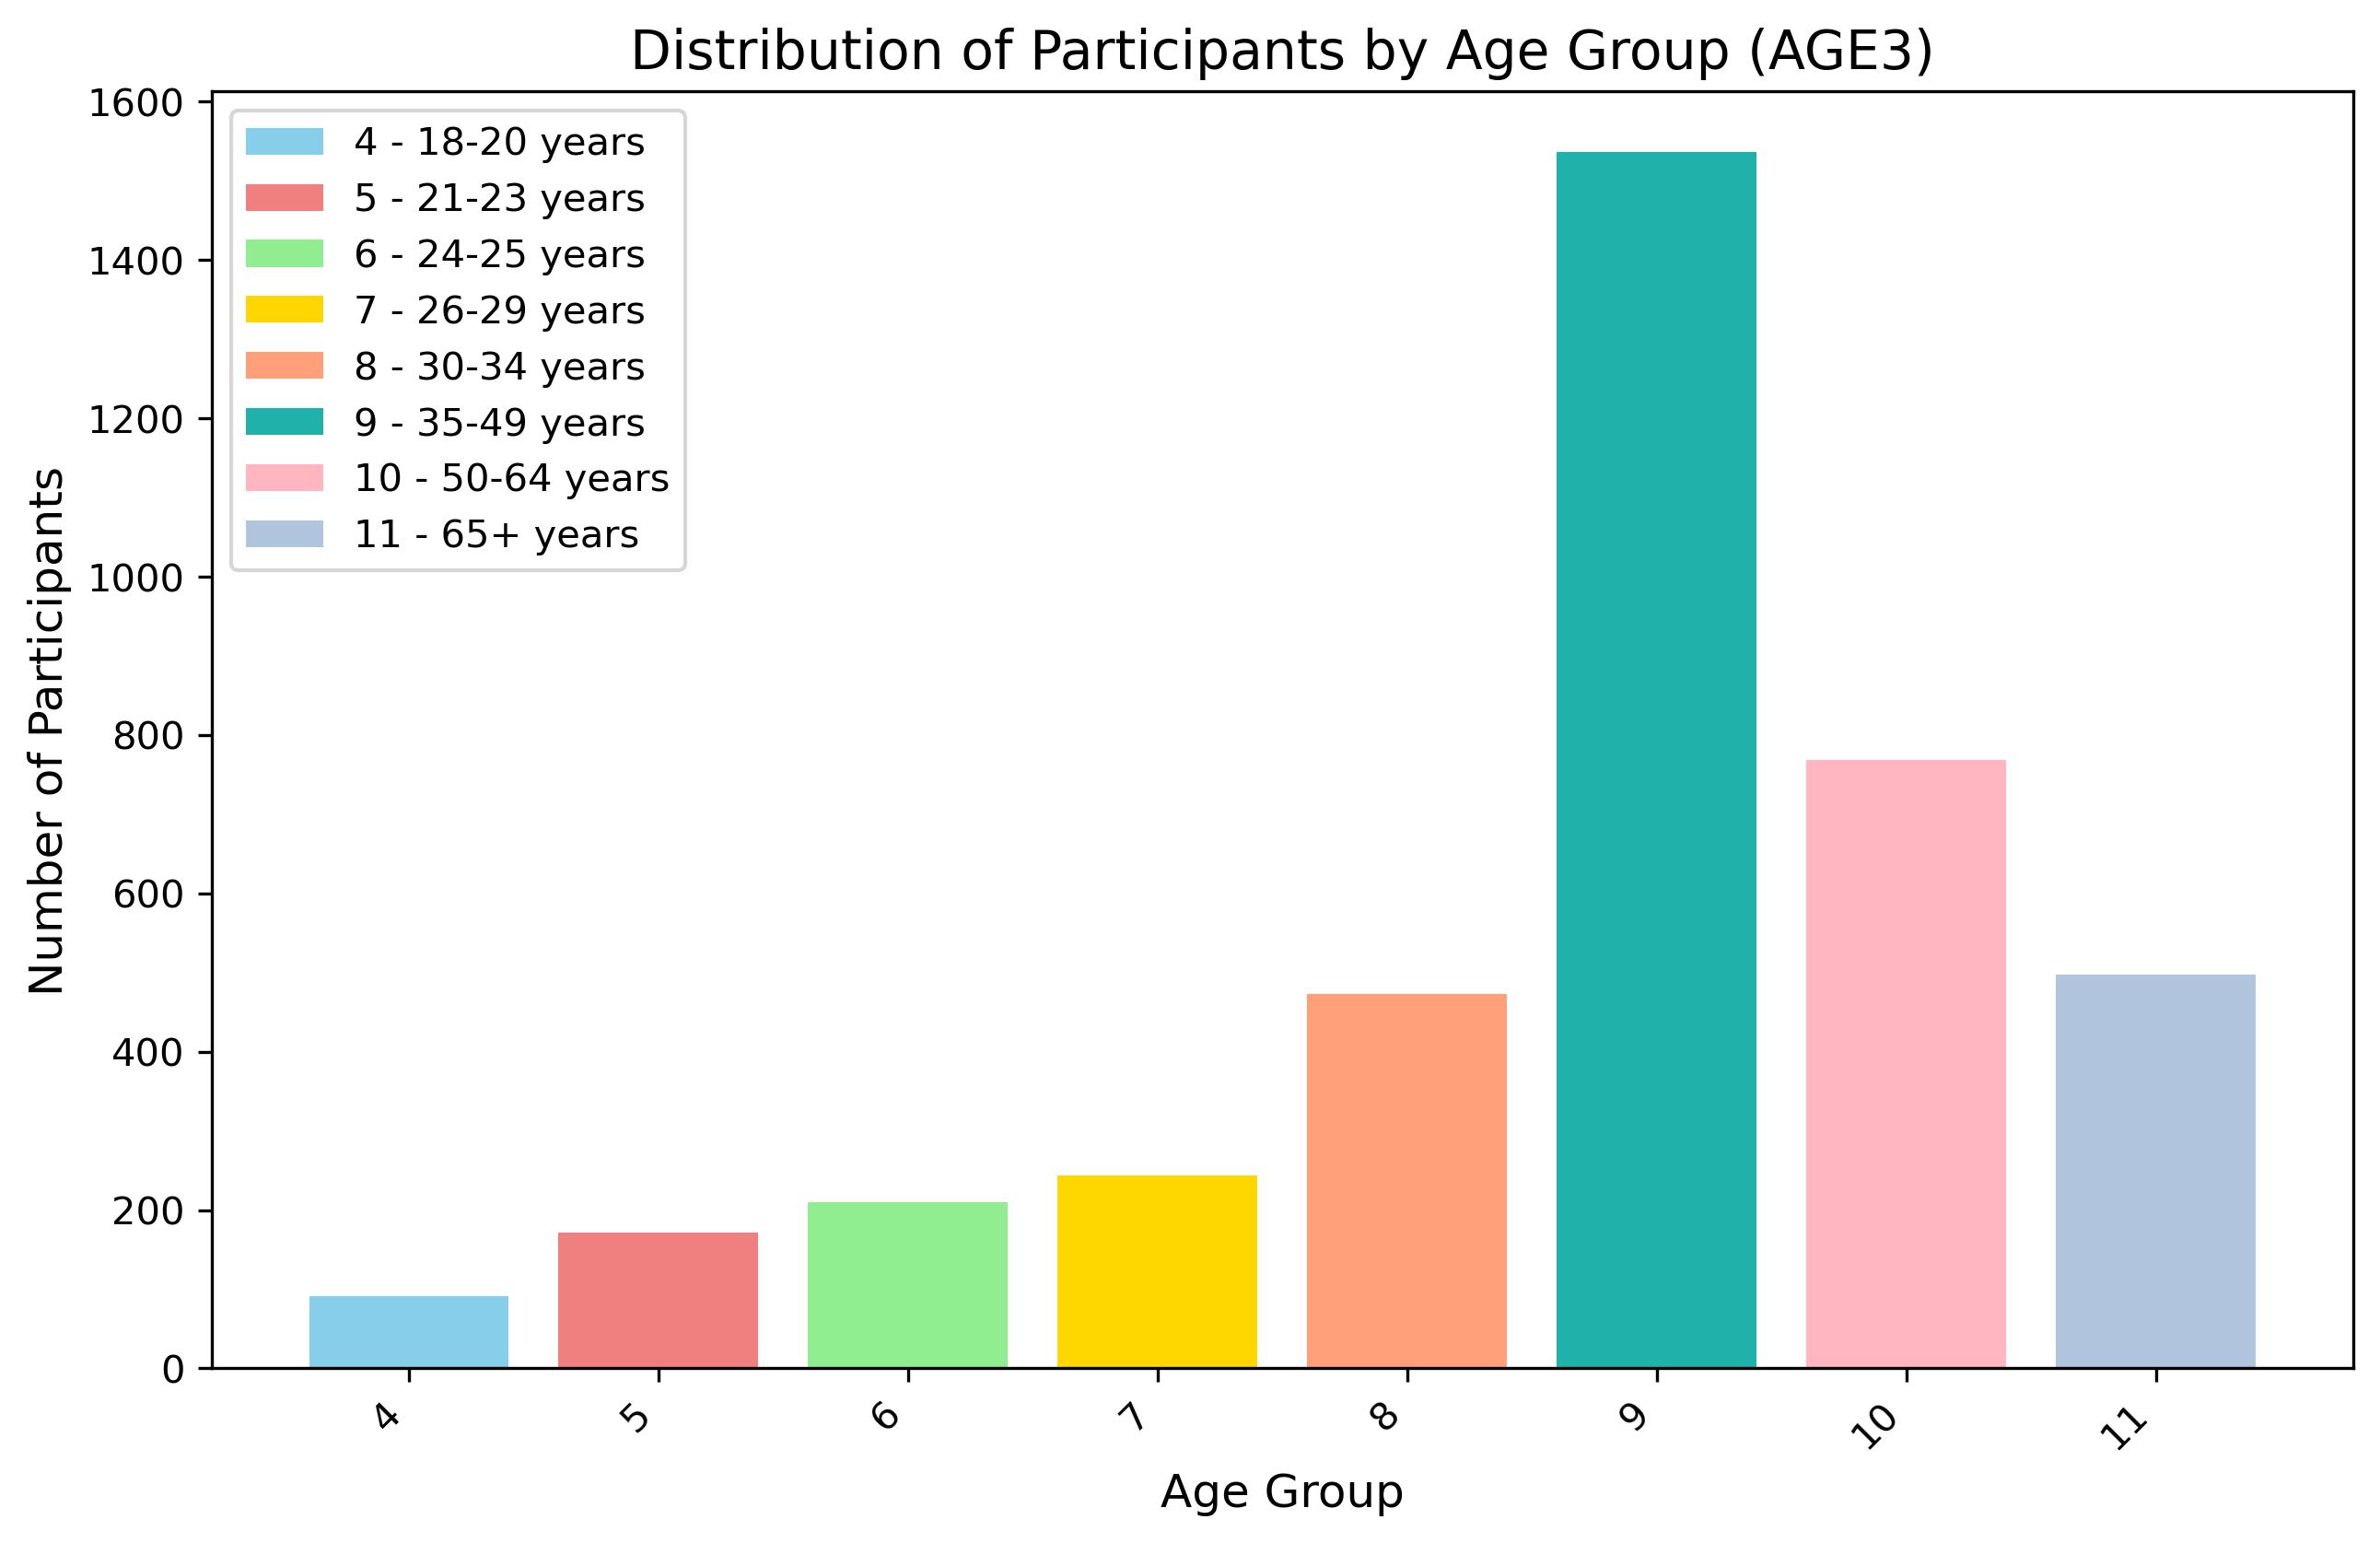 Distribution of Participants by Age Group (AGE3)
1600
1400
1200
1000
800
600
400
200
0
Number of Participants
4 - 18-20 years
5 - 21-23 years
6 - 24-25 years
7 - 26-29 years
8 - 30-34 years
9 - 35-49 years
10 - 50-64 years
11 - 65+ years
4 5 6 7 8 9 10 11
Age Group